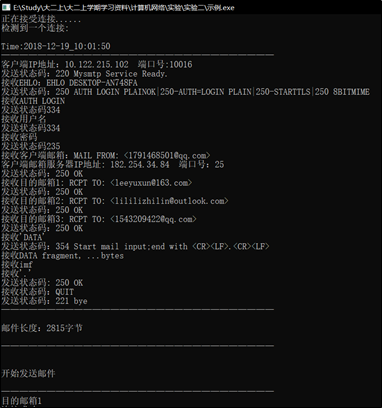 E:\Study\大二上\大二上学期学习资料\计算机网络\实验\实验二\示例.exe
正在接受连接......
检测到一个连接:
Time:2018-12-19_10:01:50
客户端IP地址: 10.122.215.102 端口号:10016
发送状态码: 220 Mysmtp Service Ready.
接收EHLO: EHLO DESKTOP-AN748FA
发送状态码: 250 AUTH LOGIN PLAINOK|250-AUTH=LOGIN PLAIN|250-STARTTLS|250 8BITMIME
接收AUTH LOGIN
发送状态码334
接收用户名
发送状态码334
接收密码
发送状态码235
接收客户端邮箱: MAIL FROM: <1791468501@qq.com>
客户端邮箱服务器IP地址: 182.254.34.84 端口号: 25
发送状态码: 250 OK
接收目的邮箱1: RCPT TO: <leeyuxun@163.com>
发送状态码: 250 OK
接收目的邮箱2: RCPT TO: <lililizhilin@outlook.com>
发送状态码: 250 OK
接收目的邮箱3: RCPT TO: <1543209422@qq.com>
发送状态码: 250 OK
接收'DATA'
发送状态码: 354 Start mail input;end with <CR><LF>.<CR><LF>
接收DATA fragment, ...bytes
接收imf
接收'.'
发送状态码: 250 OK
接收状态码: QUIT
发送状态码: 221 bye
邮件长度: 2815字节
开始发送邮件
目的邮箱1